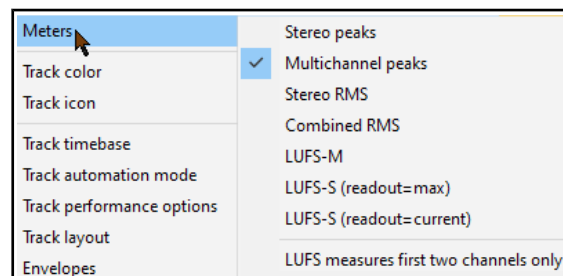 Meters
Track color
Track icon
Track timebase
Track automation mode
Track performance options
Track layout
Envelopes
Stereo peaks
Multichannel peaks
Stereo RMS
Combined RMS
LUFS-M
LUFS-S (readout=max)
LUFS-S (readout=current)
LUFS measures first two channels only